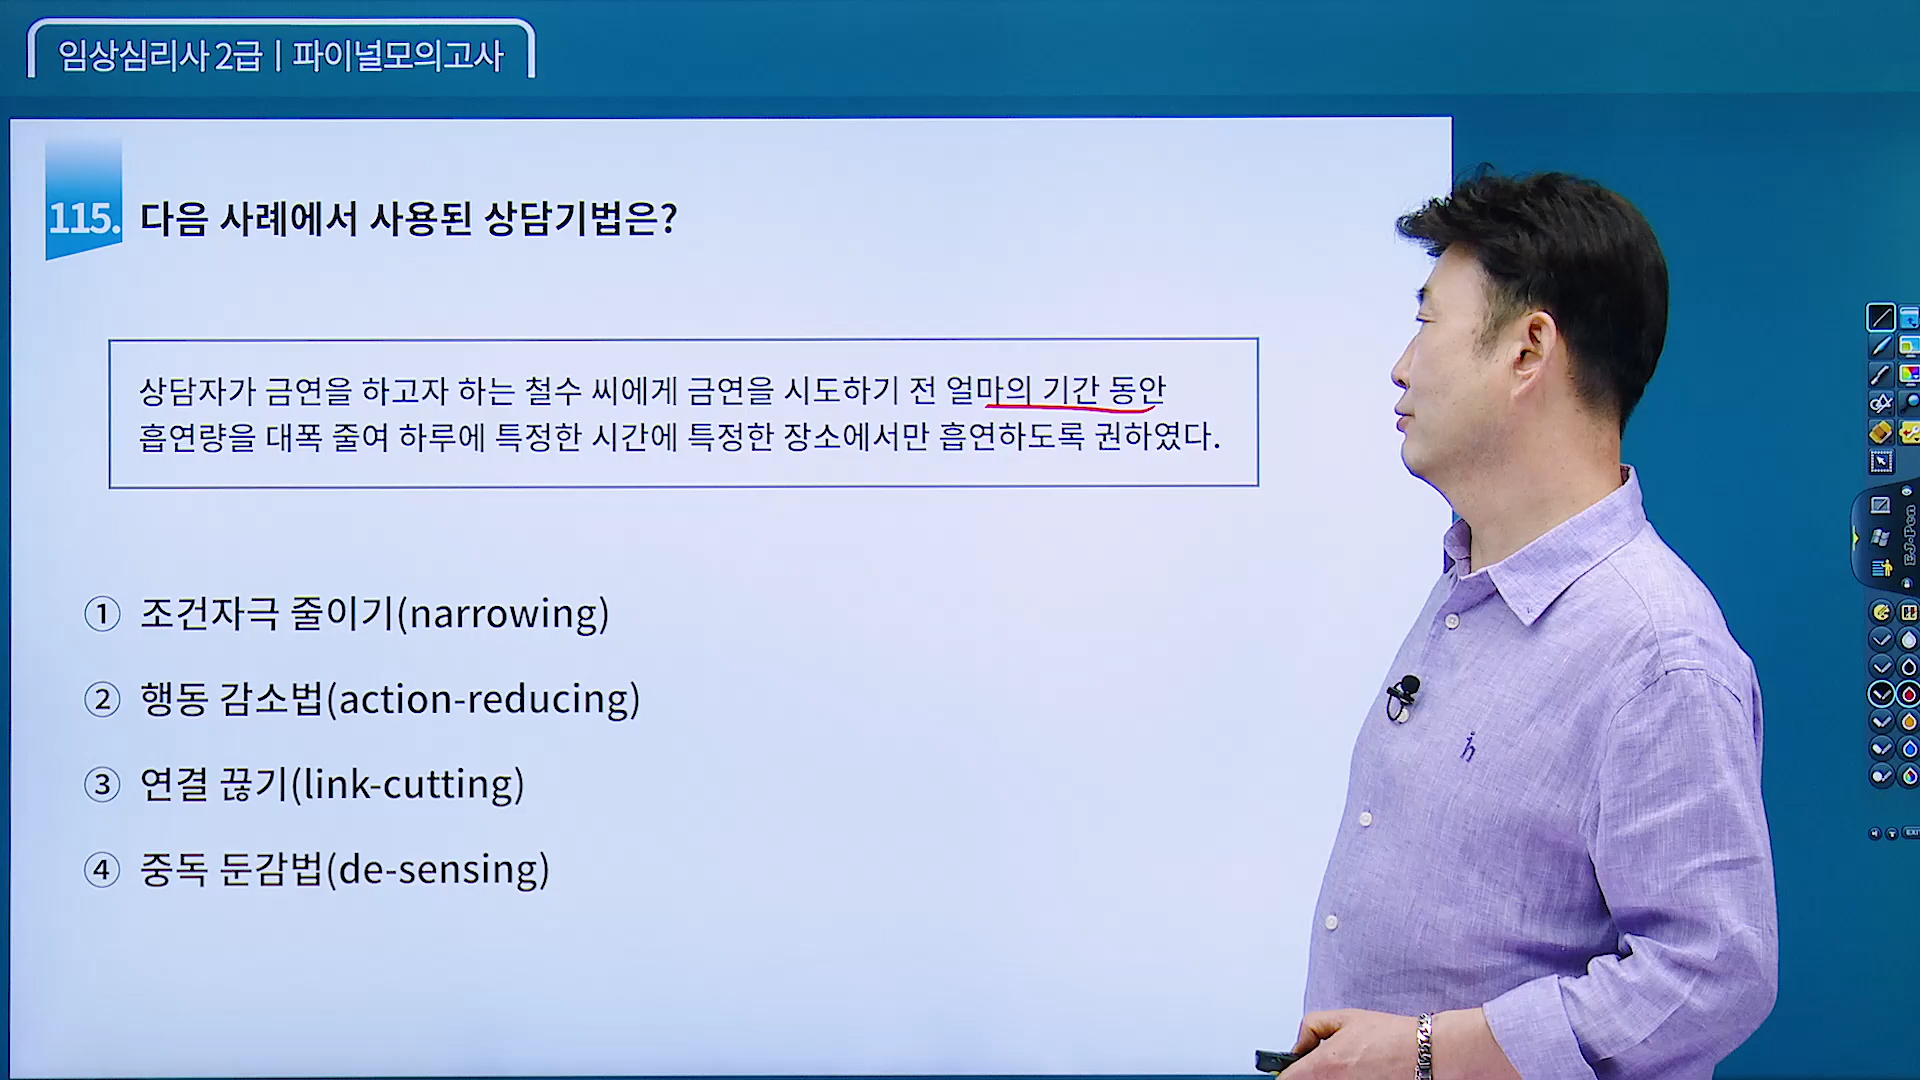 임상심리사 2급 | 파이널모의고사
115. 다음 사례에서 사용된 상담기법은?
상담자가 금연을 하고자 하는 철수 씨에게 금연을 시도하기 전 얼마의 기간 동안
흡연량을 대폭 줄여 하루에 특정한 시간에 특정한 장소에서만 흡연하도록 권하였다.
① 조건자극 줄이기(narrowing)
② 행동 감소법(action-reducing)
③ 연결 끊기(link-cutting)
④ 중독 둔감법(de-sensing)
EJ-Pen